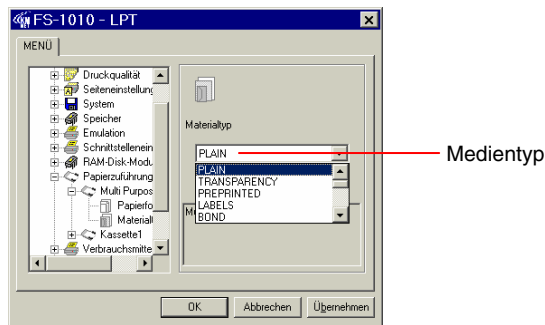 FS-1010 - LPT
MENÜ
Druckqualität
Seiteneinstellung
System
Speicher
Emulation
Schnittstellenein
RAM-Disk-Modu
Papierzuführung
Multi Purpos
Papierfo
Material
Kassette1
Verbrauchsmitte
Materialtyp
PLAIN
PLAIN
TRANSPARENCY
PREPRINTED
LABELS
BOND
Medientyp
OK
Abbrechen
Übernehmen